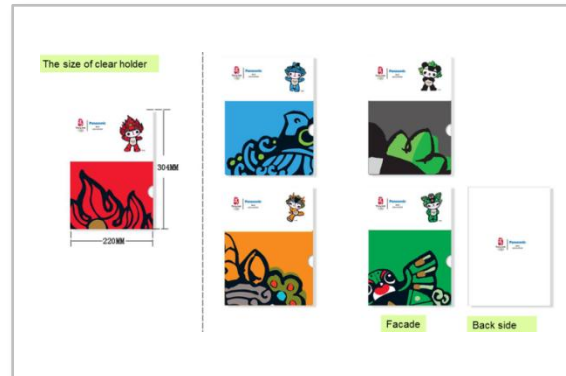 The size of clear holder
Panasonic
304MM
220MM
Panasonic
Panasonic
Panasonic
Panasonic
Panasonic
Facade
Back side